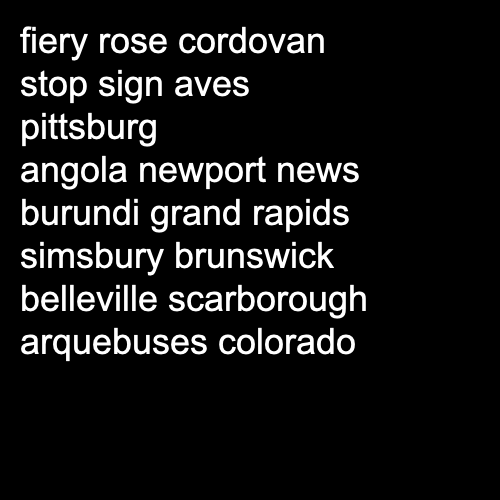 fiery rose cordovan
stop sign aves
pittsburg
angola newport news
burundi grand rapids
simsbury brunswick
belleville scarborough
arquebuses colorado